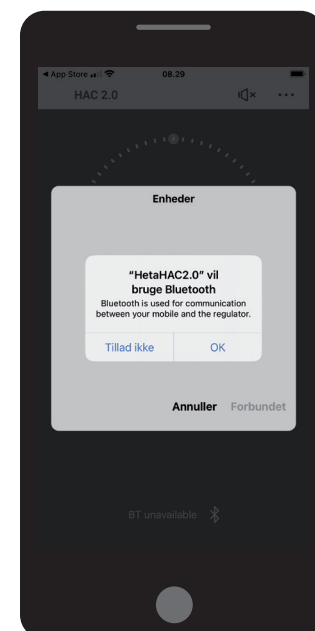 ◀ App Store 08.29
HAC 2.0
Enheder
“HetaHAC2.0” vil
bruge Bluetooth
Bluetooth is used for communication
between your mobile and the regulator.
Tillad ikke OK
Annuller Forbundet
BT unavailable